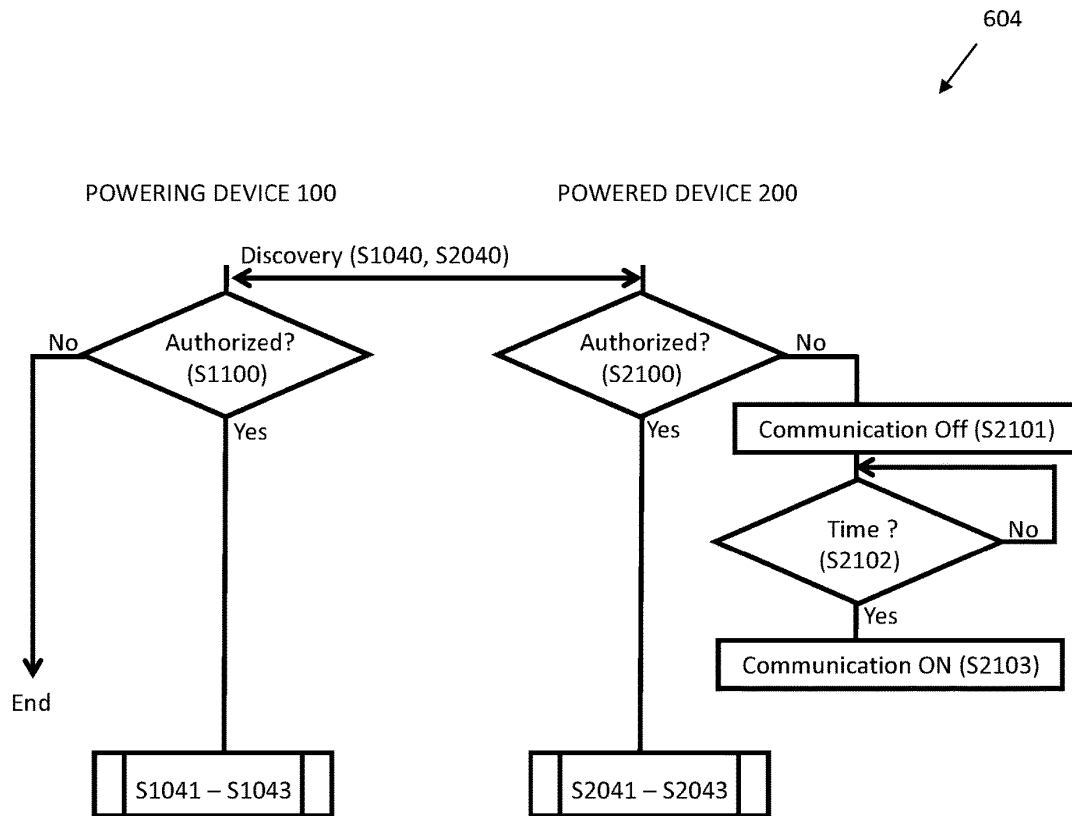 604
POWERING DEVICE 100
POWERED DEVICE 200
Discovery (S1040, S2040)
No
Authorized?
(S1100)
Yes
Authorized?
(S2100)
No
Yes
Communication Off (S2101)
Time ?
(S2102)
No
Yes
Communication ON (S2103)
End
S1041 – S1043
S2041 – S2043